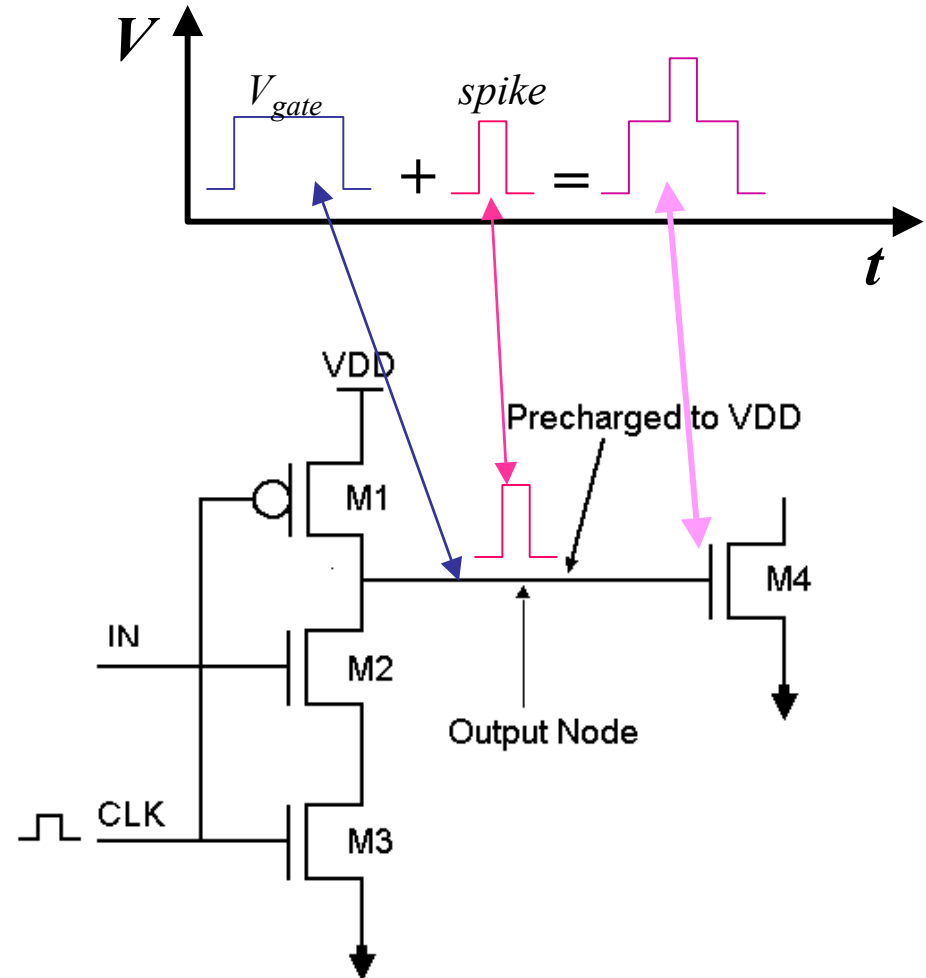 V
V_gate
spike
+
=
t
VDD
Precharged to VDD
M1
M4
IN
M2
Output Node
CLK
M3